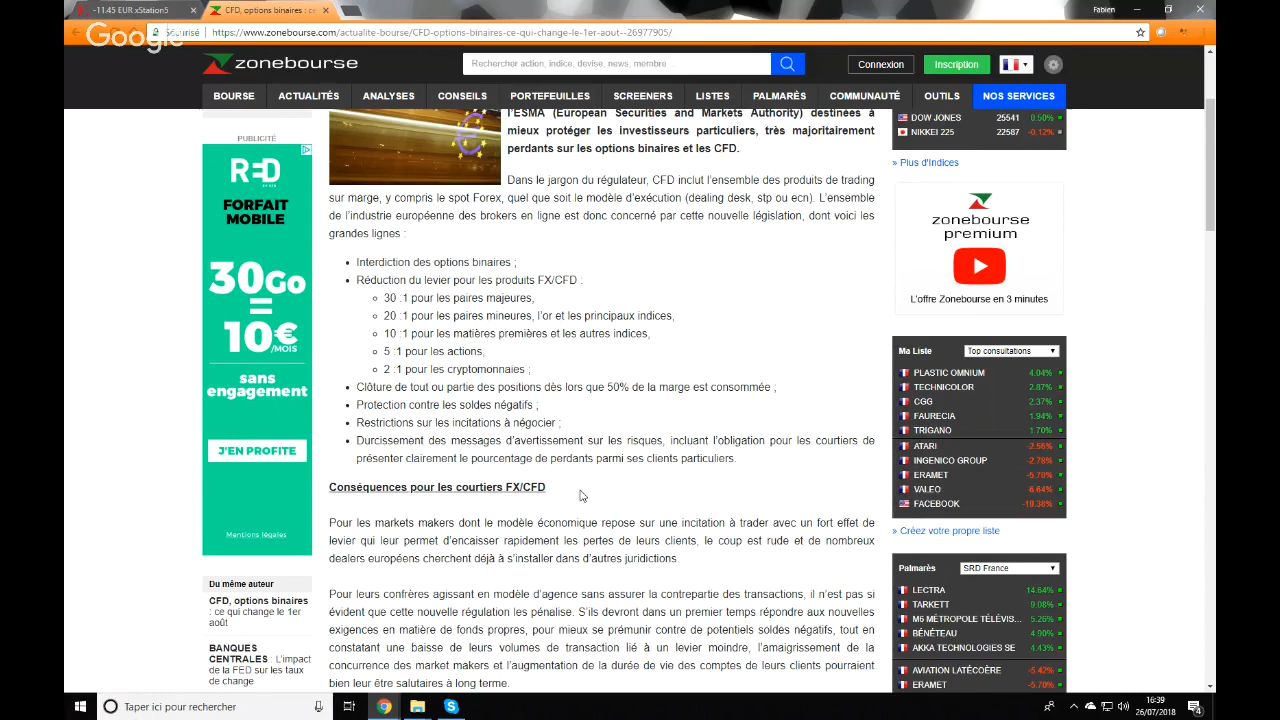 -11.45 EUR xStation5
CFD, options binaires : ce
Fabien
Google
Sécurisé
https://www.zonebourse.com/actualite-bourse/CFD-options-binaires-ce-qui-change-le-1er-aout--26977905/
zonebourse
Rechercher action, indice, devise, news, membre ...
Connexion
Inscription
BOURSE ACTUALITÉS ANALYSES CONSEILS PORTEFEUILLES SCREENERS LISTES PALMARÈS COMMUNAUTÉ OUTILS NOS SERVICES
PUBLICITÉ
RED
BY SFR
FORFAIT
MOBILE
30Go
=
10€
/MOIS
sans
engagement
J'EN PROFITE
Mentions légales
Du même auteur
CFD, options binaires
: ce qui change le 1er
août
BANQUES
CENTRALES : L'impact
de la FED sur les taux
de change
l'ESMA (European Securities and Markets Authority) destinées à
mieux protéger les investisseurs particuliers, très majoritairement
perdants sur les options binaires et les CFD.
Dans le jargon du régulateur, CFD inclut l'ensemble des produits de trading
sur marge, y compris le spot Forex, quel que soit le modèle d'exécution (dealing desk, stp ou ecn). L'ensemble
de l'industrie européenne des brokers en ligne est donc concerné par cette nouvelle législation, dont voici les
grandes lignes :
• Interdiction des options binaires ;
• Réduction du levier pour les produits FX/CFD :
○ 30 :1 pour les paires majeures,
○ 20 :1 pour les paires mineures, l'or et les principaux indices,
○ 10 :1 pour les matières premières et les autres indices,
○ 5 :1 pour les actions,
○ 2 :1 pour les cryptomonnaies ;
• Clôture de tout ou partie des positions dès lors que 50% de la marge est consommée ;
• Protection contre les soldes négatifs ;
• Restrictions sur les incitations à négocier ;
• Durcissement des messages d'avertissement sur les risques, incluant l'obligation pour les courtiers de
présenter clairement le pourcentage de perdants parmi ses clients particuliers.
Conséquences pour les courtiers FX/CFD
Pour les markets makers dont le modèle économique repose sur une incitation à trader avec un fort effet de
levier qui leur permet d'encaisser rapidement les pertes de leurs clients, le coup est rude et de nombreux
dealers européens cherchent déjà à s'installer dans d'autres juridictions.
Pour leurs confrères agissant en modèle d'agence sans assurer la contrepartie des transactions, il n'est pas si
évident que cette nouvelle régulation les pénalise. S'ils devront dans un premier temps répondre aux nouvelles
exigences en matière de fonds propres, pour mieux se prémunir contre de potentiels soldes négatifs, tout en
constatant une baisse de leurs volumes de transaction lié à un levier moindre, l'amaigrissement de la
concurrence des market makers et l'augmentation de la durée de vie des comptes de leurs clients pourraient
bien leur être salutaires à long terme.
DOW JONES 25541 0.50%
NIKKEI 225 22587 -0.12%
» Plus d'Indices
zonebourse
premium
L'offre Zonebourse en 3 minutes
Ma Liste Top consultations
PLASTIC OMNIUM 4.04%
TECHNICOLOR 2.87%
CGG 2.37%
FAURECIA 1.94%
TRIGANO 1.70%
ATARI -2.56%
INGENICO GROUP -2.78%
ERAMET -5.70%
VALEO -6.64%
FACEBOOK -19.38%
» Créez votre propre liste
Palmarès SRD France
LECTRA 14.64%
TARKETT 9.08%
M6 MÉTROPOLE TÉLÉVIS... 5.26%
BÉNÉTEAU 4.90%
AKKA TECHNOLOGIES SE 4.43%
AVIATION LATÉCOÈRE -5.42%
ERAMET -5.70%
Taper ici pour rechercher
16:39
26/07/2018
4